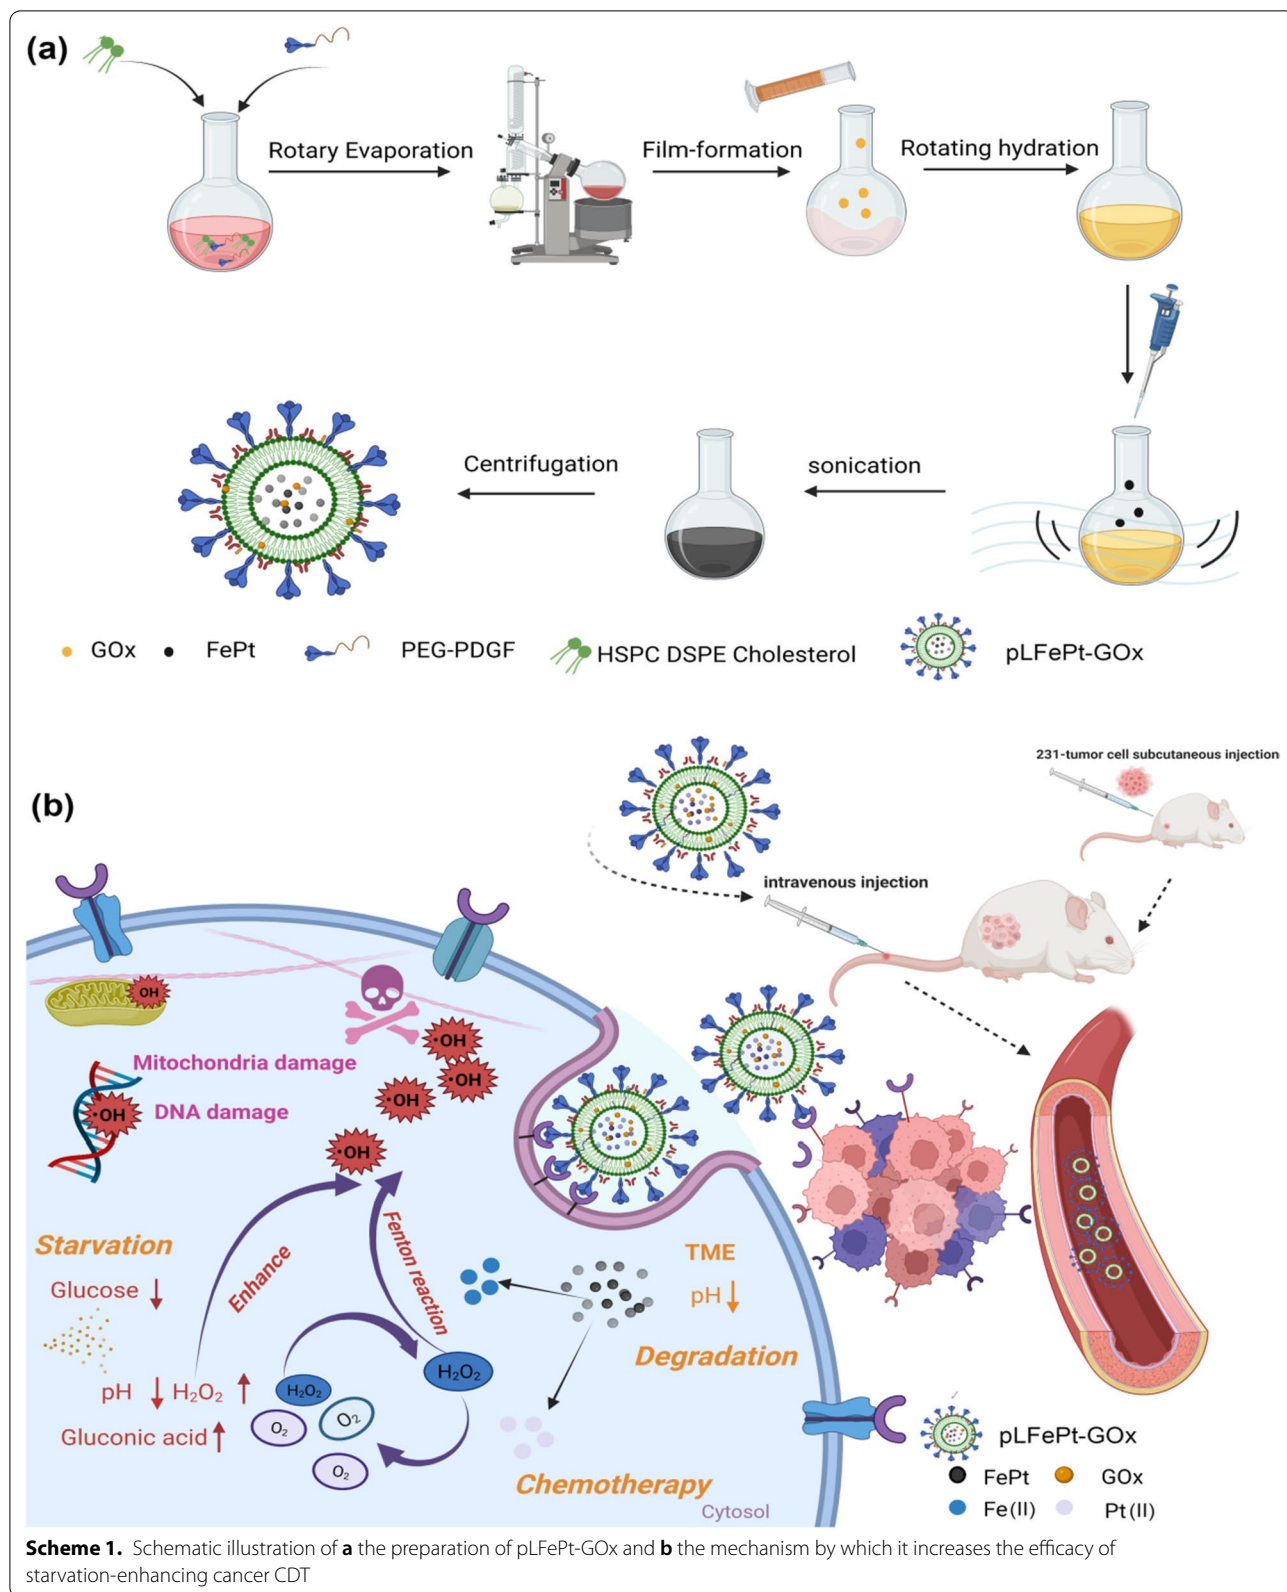 (a)
Rotary Evaporation
Film-formation
Rotating hydration
Centrifugation
sonication
GOx
FePt
PEG-PDGF
HSPC DSPE Cholesterol
pLFePt-GOx
(b)
231-tumor cell subcutaneous injection
intravenous injection
OH
·OH
·OH
Mitochondria damage
·OH
DNA damage
·OH
·OH
Starvation
Glucose
Enhance
Fenton reaction
TME
pH
Degradation
pH
H₂O₂
H₂O₂
H₂O₂
Gluconic acid
O₂
O₂
O₂
Chemotherapy
Cytosol
pLFePt-GOx
FePt
GOx
Fe(II)
Pt(II)
Scheme 1. Schematic illustration of a the preparation of pLFePt-GOx and b the mechanism by which it increases the efficacy of
starvation-enhancing cancer CDT